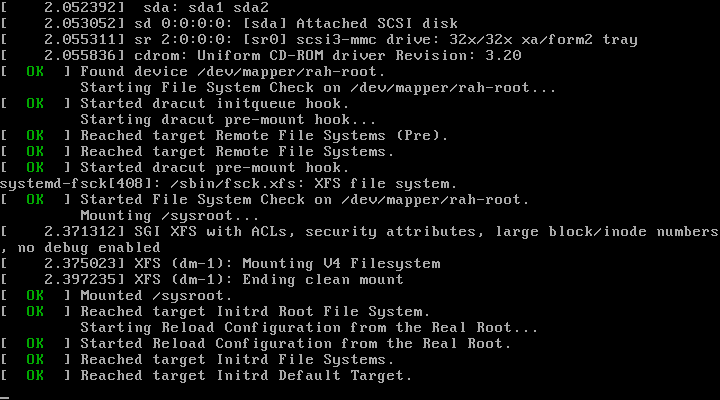 [    2.052392]  sda: sda1 sda2
[    2.053052] sd 0:0:0:0: [sda] Attached SCSI disk
[    2.055311] sr 2:0:0:0: [sr0] scsi3-mmc drive: 32x/32x xa/form2 tray
[    2.055836] cdrom: Uniform CD-ROM driver Revision: 3.20
[  OK  ] Found device /dev/mapper/rah-root.
         Starting File System Check on /dev/mapper/rah-root...
[  OK  ] Started dracut initqueue hook.
         Starting dracut pre-mount hook...
[  OK  ] Reached target Remote File Systems (Pre).
[  OK  ] Reached target Remote File Systems.
[  OK  ] Started dracut pre-mount hook.
systemd-fsck[408]: /sbin/fsck.xfs: XFS file system.
[  OK  ] Started File System Check on /dev/mapper/rah-root.
         Mounting /sysroot...
[    2.371312] SGI XFS with ACLs, security attributes, large block/inode numbers
, no debug enabled
[    2.375023] XFS (dm-1): Mounting V4 Filesystem
[    2.397235] XFS (dm-1): Ending clean mount
[  OK  ] Mounted /sysroot.
[  OK  ] Reached target Initrd Root File System.
         Starting Reload Configuration from the Real Root...
[  OK  ] Started Reload Configuration from the Real Root.
[  OK  ] Reached target Initrd File Systems.
[  OK  ] Reached target Initrd Default Target.